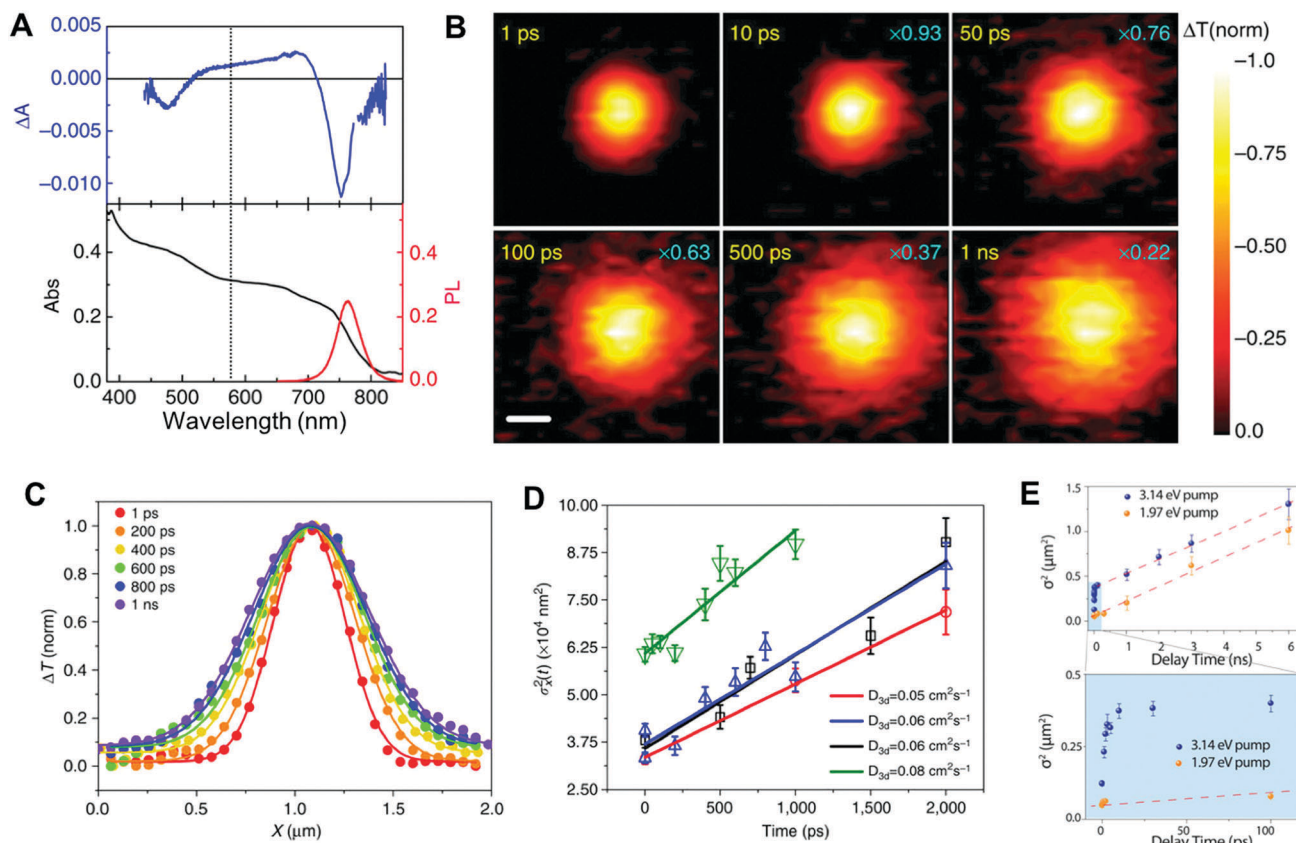 A
0.005
0.000
−0.005
−0.010
ΔA
0.4
0.2
0.0
Abs
0.4
0.2
0.0
PL
400 500 600 700 800
Wavelength (nm)
B
1 ps
10 ps ×0.93
50 ps ×0.76
100 ps ×0.63
500 ps ×0.37
1 ns ×0.22
ΔT(norm)
−1.0
−0.75
−0.50
−0.25
0.0
C
1 ps
200 ps
400 ps
600 ps
800 ps
1 ns
1.0
0.8
0.6
0.4
0.2
0.0
ΔT (norm)
0.0 0.5 1.0 1.5 2.0
X (μm)
D
10.00
8.75
7.50
6.25
5.00
3.75
2.50
σ²ₓ(t) (×10⁴ nm²)
D3d=0.05 cm²s⁻¹
D3d=0.06 cm²s⁻¹
D3d=0.06 cm²s⁻¹
D3d=0.08 cm²s⁻¹
0 500 1,000 1,500 2,000
Time (ps)
E
1.5
1.0
0.5
0.0
σ² (μm²)
3.14 eV pump
1.97 eV pump
0 1 2 3 4 5 6
Delay Time (ns)
0.5
0.25
0.0
σ² (μm²)
3.14 eV pump
1.97 eV pump
0 50 100
Delay Time (ps)